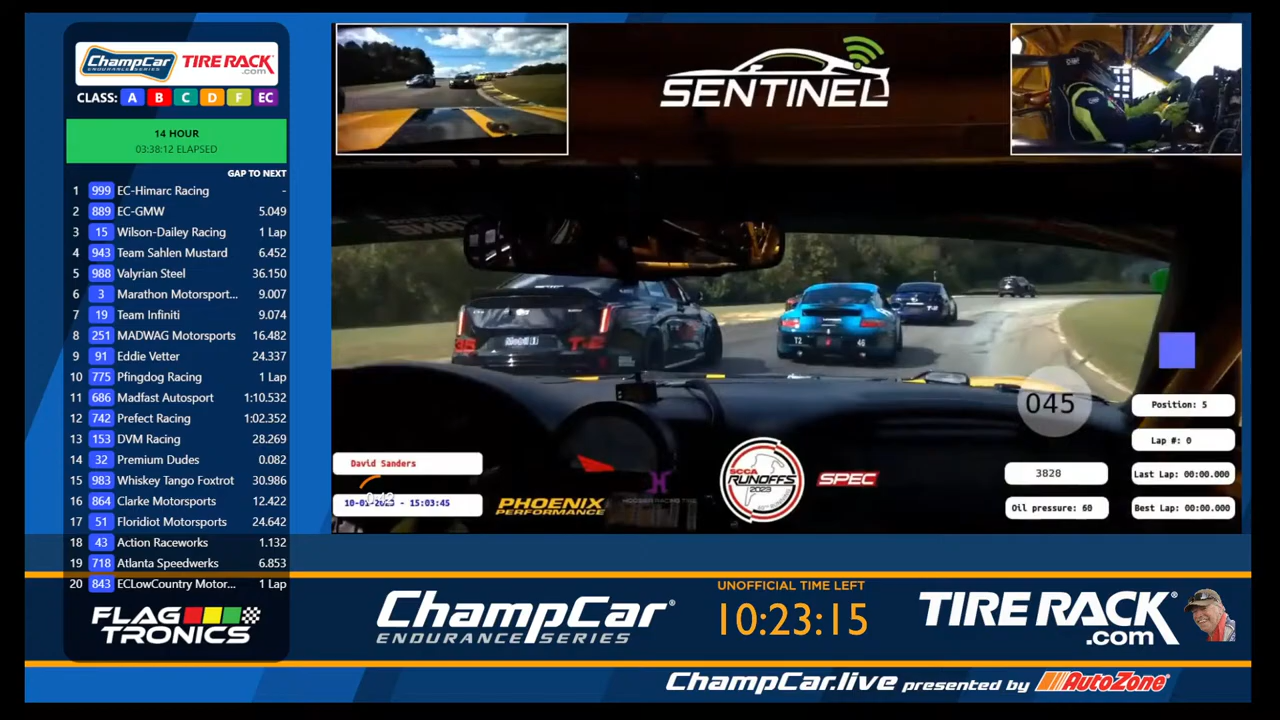 ChampCar
ENDURANCE SERIES
TIRE RACK
.com
CLASS: A B C D F EC
14 HOUR
03:38:12 ELAPSED
GAP TO NEXT
1 999 EC-Himarc Racing -
2 889 EC-GMW 5.049
3 15 Wilson-Dailey Racing 1 Lap
4 943 Team Sahlen Mustard 6.452
5 988 Valyrian Steel 36.150
6 3 Marathon Motorsport... 9.007
7 19 Team Infiniti 9.074
8 251 MADWAG Motorsports 16.482
9 91 Eddie Vetter 24.337
10 775 Pfingdog Racing 1 Lap
11 686 Madfast Autosport 1:10.532
12 742 Prefect Racing 1:02.352
13 153 DVM Racing 28.269
14 32 Premium Dudes 0.082
15 983 Whiskey Tango Foxtrot 30.986
16 864 Clarke Motorsports 12.422
17 51 Floridiot Motorsports 24.642
18 43 Action Raceworks 1.132
19 718 Atlanta Speedwerks 6.853
20 843 ECLowCountry Motor... 1 Lap
FLAG
TRONICS
SENTINEL
Mobil 1
T2 46
045
Position: 5
Lap #: 0
Last Lap: 00:00.000
Best Lap: 00:00.000
3828
Oil pressure: 60
David Sanders
10-01-2023 - 15:03:45
PHOENIX
PERFORMANCE
SCCA
RUNOFFS
2023
SPEC
ChampCar
ENDURANCE SERIES
UNOFFICIAL TIME LEFT
10:23:15
TIRE RACK
.com
ChampCar.live presented by AutoZone